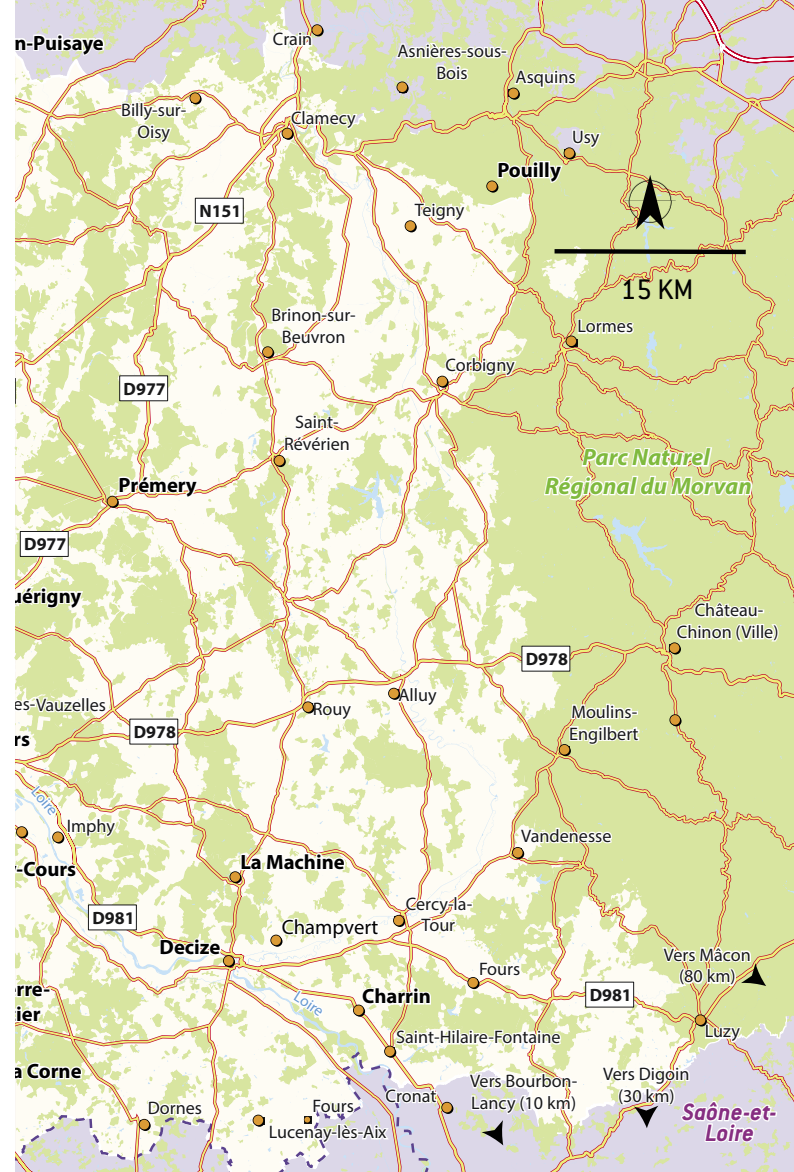 n-Puisaye
Crain
Asnières-sous-
Bois
Asquins
Billy-sur-
Oisy
Clamecy
Usy
Pouilly
N151
Teigny
15 KM
Brinon-sur-
Beuvron
Lormes
Corbigny
D977
Saint-
Révérien
Parc Naturel
Régional du Morvan
Prémery
D977
uérigny
Château-
Chinon (Ville)
D978
es-Vauzelles
Rouy
Alluy
Moulins-
Engilbert
D978
rs
Loire
Imphy
Vandenesse
La Machine
r-Cours
D981
Cercy-la-
Tour
Champvert
Decize
Vers Mâcon
(80 km)
Fours
D981
erre-
tier
Loire
Charrin
Luzy
Saint-Hilaire-Fontaine
a Corne
Vers Bourbon-
Lancy (10 km)
Vers Digoin
(30 km)
Cronat
Dornes
Fours
Lucenay-lès-Aix
Saône-et-
Loire